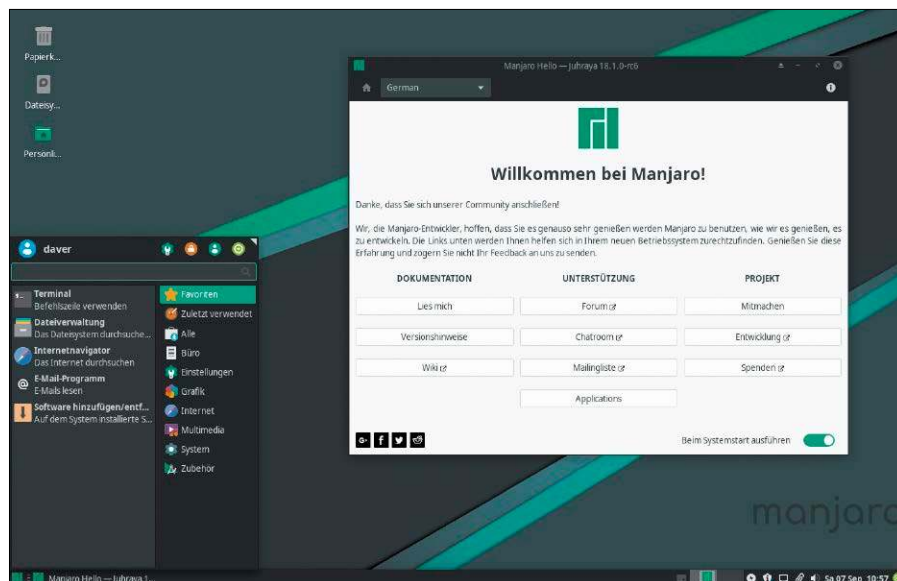 Papierk...
Dateisy...
Persönli...
Manjaro Hello — Juhraya 18.1.0-rc6
German
Willkommen bei Manjaro!
Danke, dass Sie sich unserer Community anschließen!
Wir, die Manjaro-Entwickler, hoffen, dass Sie es genauso sehr genießen werden Manjaro zu benutzen, wie wir es genießen, es
zu entwickeln. Die Links unten werden Ihnen helfen sich in Ihrem neuen Betriebssystem zurechtzufinden. Genießen Sie diese
Erfahrung und zögern Sie nicht Ihr Feedback an uns zu senden.
DOKUMENTATION
UNTERSTÜTZUNG
PROJEKT
Lies mich
Forum
Mitmachen
Versionshinweise
Chatroom
Entwicklung
Wiki
Mailingliste
Spenden
Applications
Beim Systemstart ausführen
daver
Terminal
Befehlszeile verwenden
Dateiverwaltung
Das Dateisystem durchsuche...
Internetnavigator
Das Internet durchsuchen
E-Mail-Programm
E-Mails lesen
Software hinzufügen/entf...
Auf dem System installierte S...
Favoriten
Zuletzt verwendet
Alle
Büro
Einstellungen
Grafik
Internet
Multimedia
System
Zubehör
manjaro
Manjaro Hello — Juhraya 1...
Sa 07 Sep, 10:57